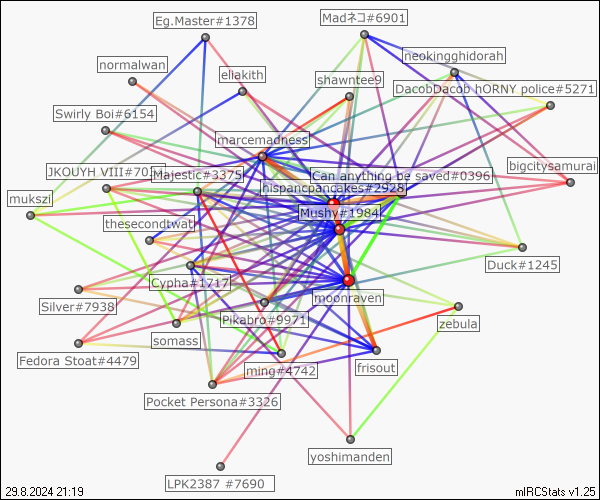 Eg.Master#1378
Madネコ#6901
normalwan
eliakith
neokingghidorah
shawntee9
DacobDacob hORNY police#5271
Swirly Boi#6154
marcemadness
bigcitysamurai
JKOUYH VIII#70
Majestic#3375
Can anything be saved#0396
hispancpancakes#2928
mukszi
Mushy#1984
thesecondtwat
Duck#1245
Cypha#1717
moonraven
Silver#7938
Pikabro#9971
zebula
somass
Fedora Stoat#4479
ming#4742
frisout
Pocket Persona#3326
yoshimanden
LPK2387 #7690
29.8.2024 21:19
mIRCStats v1.25